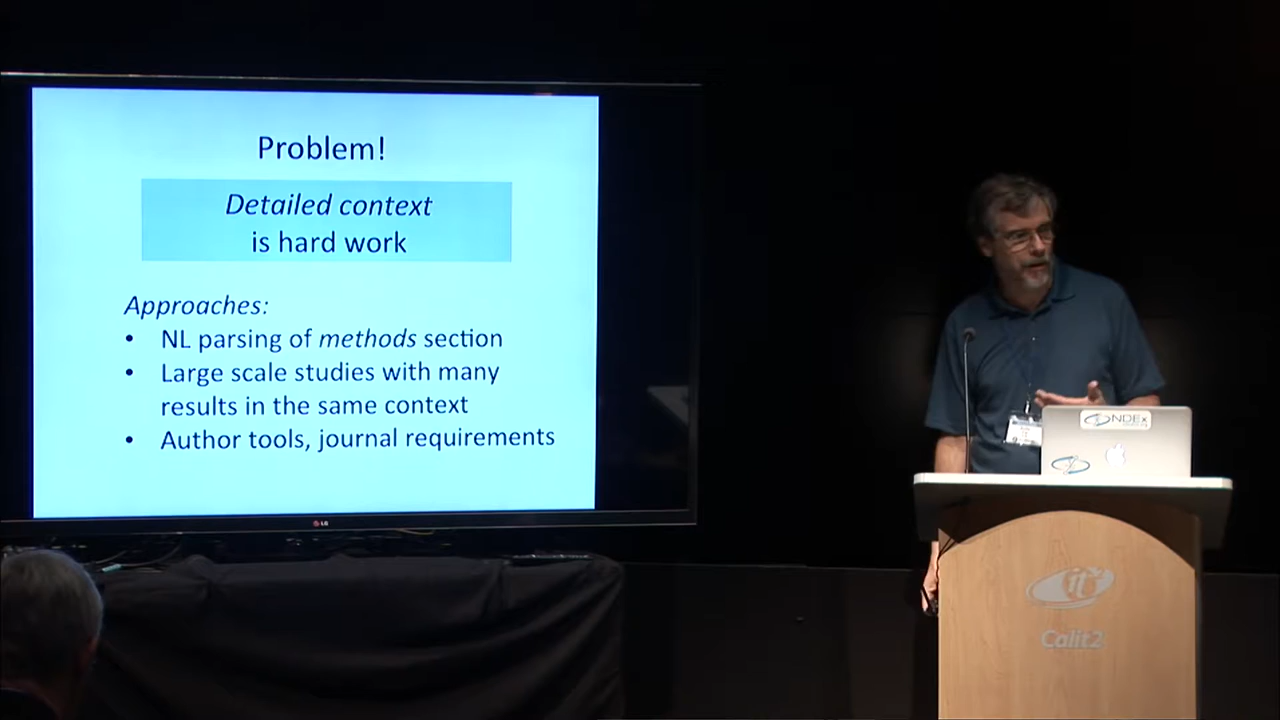 Problem!
Detailed context
is hard work
Approaches:
• NL parsing of methods section
• Large scale studies with many
results in the same context
• Author tools, journal requirements
LG
NDEx
Calit2